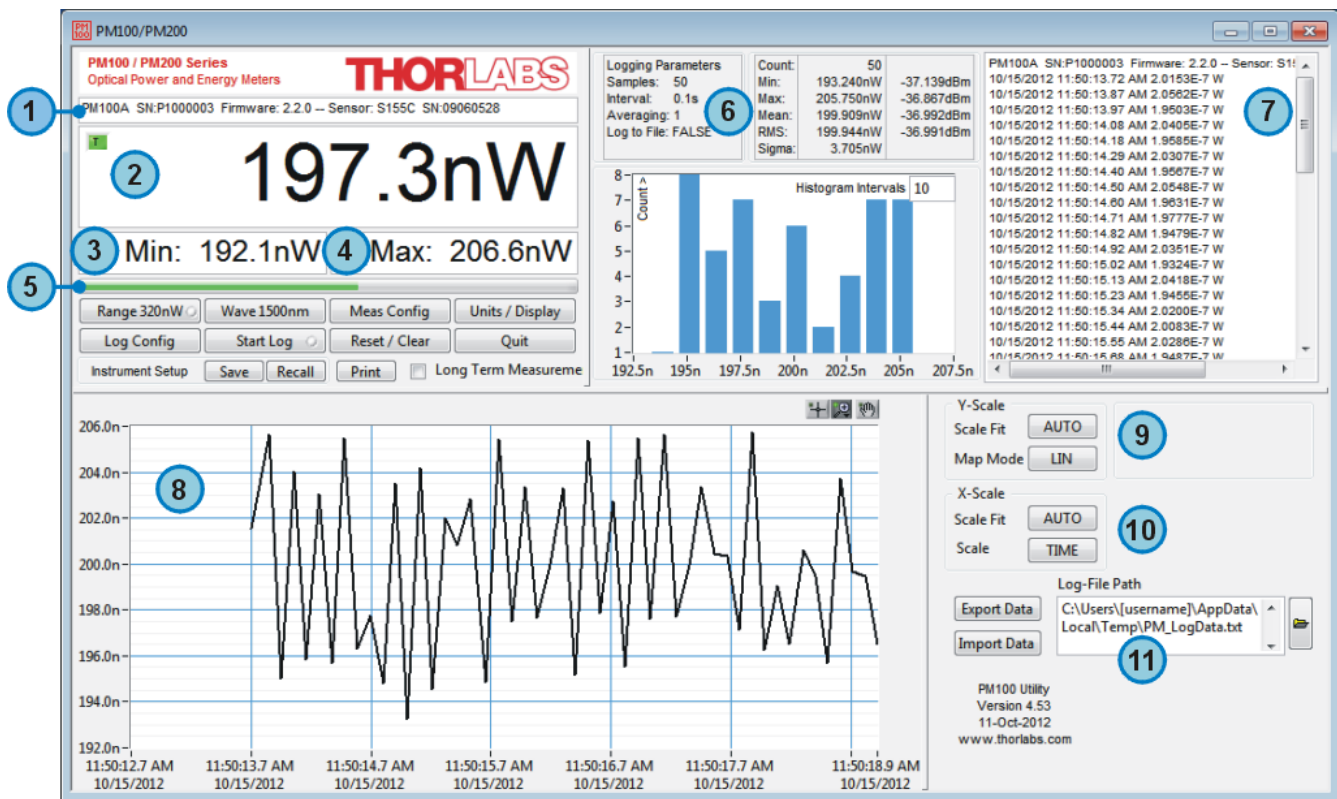 PM100/PM200
PM100 / PM200 Series
Optical Power and Energy Meters
THORLABS
1
PM100A SN:P1000003 Firmware: 2.2.0 -- Sensor: S155C SN:09060528
T
2
197.3nW
3
Min: 192.1nW
4
Max: 206.6nW
5
Range 320nW
Wave 1500nm
Meas Config
Units / Display
Log Config
Start Log
Reset / Clear
Quit
Instrument Setup
Save
Recall
Print
Long Term Measureme
Logging Parameters
Samples: 50
Interval: 0.1s
Averaging: 1
Log to File: FALSE
6
Count: 50
Min: 193.240nW -37.139dBm
Max: 205.750nW -36.867dBm
Mean: 199.909nW -36.992dBm
RMS: 199.944nW -36.991dBm
Sigma: 3.705nW
Histogram Intervals 10
Count >
8
7
6
5
4
3
2
1
192.5n 195n 197.5n 200n 202.5n 205n 207.5n
PM100A SN:P1000003 Firmware: 2.2.0 -- Sensor: S1
7
10/15/2012 11:50:13.72 AM 2.0153E-7 W
10/15/2012 11:50:13.87 AM 2.0562E-7 W
10/15/2012 11:50:13.97 AM 1.9503E-7 W
10/15/2012 11:50:14.08 AM 2.0405E-7 W
10/15/2012 11:50:14.18 AM 1.9585E-7 W
10/15/2012 11:50:14.29 AM 2.0307E-7 W
10/15/2012 11:50:14.40 AM 1.9567E-7 W
10/15/2012 11:50:14.50 AM 2.0548E-7 W
10/15/2012 11:50:14.60 AM 1.9631E-7 W
10/15/2012 11:50:14.71 AM 1.9777E-7 W
10/15/2012 11:50:14.82 AM 1.9479E-7 W
10/15/2012 11:50:14.92 AM 2.0351E-7 W
10/15/2012 11:50:15.02 AM 1.9324E-7 W
10/15/2012 11:50:15.13 AM 2.0418E-7 W
10/15/2012 11:50:15.23 AM 1.9455E-7 W
10/15/2012 11:50:15.34 AM 2.0200E-7 W
10/15/2012 11:50:15.44 AM 2.0083E-7 W
10/15/2012 11:50:15.55 AM 2.0286E-7 W
10/15/2012 11:50:15.68 AM 1.9487E-7 W
8
206.0n
204.0n
202.0n
200.0n
198.0n
196.0n
194.0n
192.0n
11:50:12.7 AM 11:50:13.7 AM 11:50:14.7 AM 11:50:15.7 AM 11:50:16.7 AM 11:50:17.7 AM 11:50:18.9 AM
10/15/2012 10/15/2012 10/15/2012 10/15/2012 10/15/2012 10/15/2012 10/15/2012
Y-Scale
Scale Fit AUTO
Map Mode LIN
9
X-Scale
Scale Fit AUTO
Scale TIME
10
Log-File Path
Export Data
Import Data
C:\Users\[username]\AppData\
Local\Temp\PM_LogData.txt
11
PM100 Utility
Version 4.53
11-Oct-2012
www.thorlabs.com